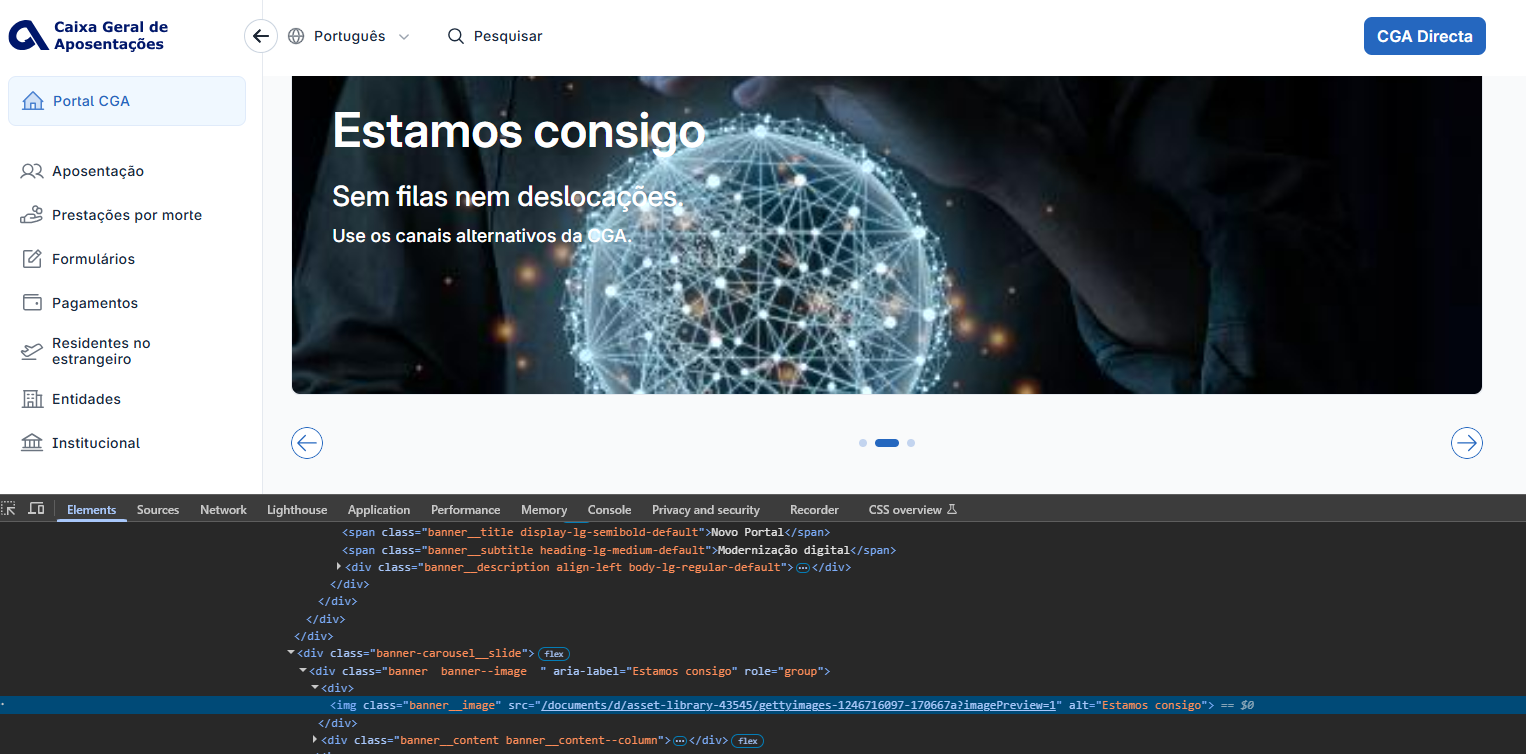 Caixa Geral de
Aposentações
Português
Pesquisar
CGA Directa
Portal CGA
Aposentação
Prestações por morte
Formulários
Pagamentos
Residentes no
estrangeiro
Entidades
Institucional
Estamos consigo
Sem filas nem deslocações.
Use os canais alternativos da CGA.
Elements Sources Network Lighthouse Application Performance Memory Console Privacy and security Recorder CSS overview
<span class="banner__title display-lg-semibold-default">Novo Portal</span>
<span class="banner__subtitle heading-lg-medium-default">Modernização digital</span>
<div class="banner__description align-left body-lg-regular-default">…</div>
</div>
</div>
</div>
</div>
<div class="banner-carousel__slide"> flex
<div class="banner  banner--image  " aria-label="Estamos consigo" role="group">
<div>
<img class="banner__image" src="/documents/d/asset-library-43545/gettyimages-1246716097-170667a?imagePreview=1" alt="Estamos consigo"> == $0
</div>
<div class="banner__content banner__content--column">…</div> flex